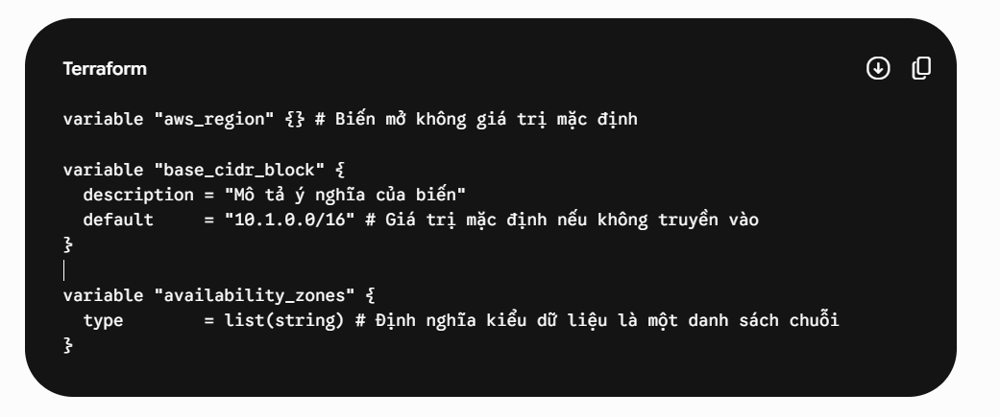 Terraform
variable "aws_region" {} # Biến mở không giá trị mặc định
variable "base_cidr_block" {
  description = "Mô tả ý nghĩa của biến"
  default     = "10.1.0.0/16" # Giá trị mặc định nếu không truyền vào
}
variable "availability_zones" {
  type        = list(string) # Định nghĩa kiểu dữ liệu là một danh sách chuỗi
}